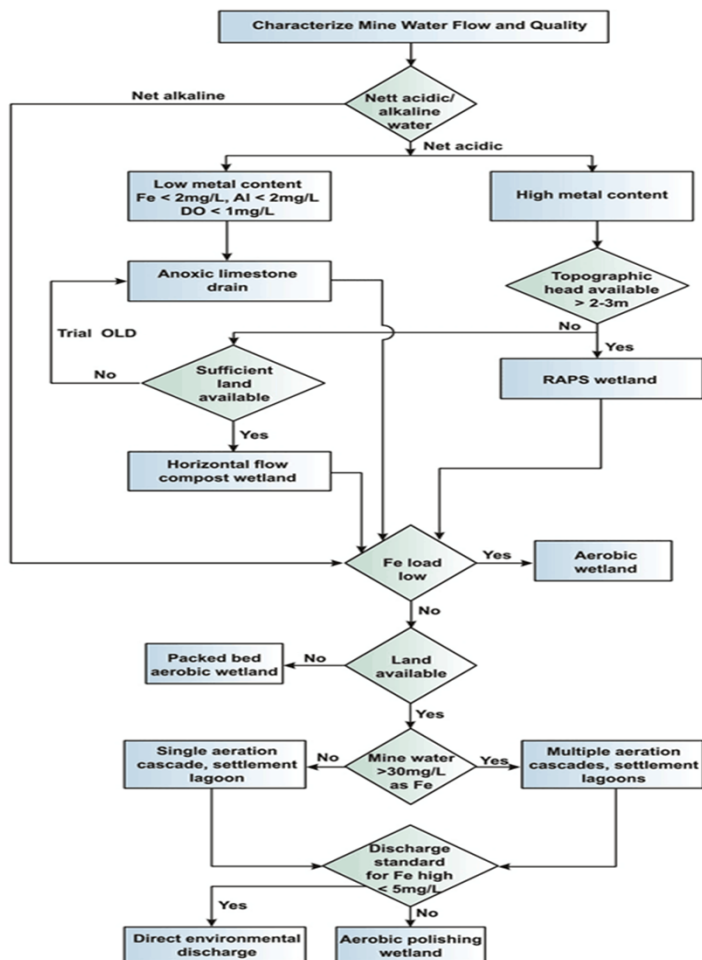 Characterize Mine Water Flow and Quality
Net alkaline
Nett acidic/
alkaline
water
Net acidic
Low metal content
Fe < 2mg/L, Al < 2mg/L
DO < 1mg/L
High metal content
Anoxic limestone
drain
Topographic
head available
> 2-3m
Trial OLD
No
Yes
No
Sufficient
land
available
RAPS wetland
Yes
Horizontal flow
compost wetland
Fe load
low
Yes
Aerobic
wetland
No
Packed bed
aerobic wetland
No
Land
available
Yes
Single aeration
cascade, settlement
lagoon
No
Mine water
>30mg/L
as Fe
Yes
Multiple aeration
cascades, settlement
lagoons
Discharge
standard
for Fe high
< 5mg/L
Yes
No
Direct environmental
discharge
Aerobic polishing
wetland